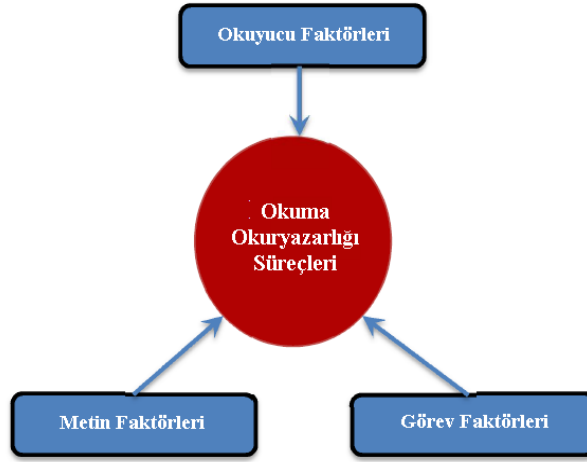 Okuyucu Faktörleri
Okuma
Okuryazarlığı
Süreçleri
Metin Faktörleri
Görev Faktörleri